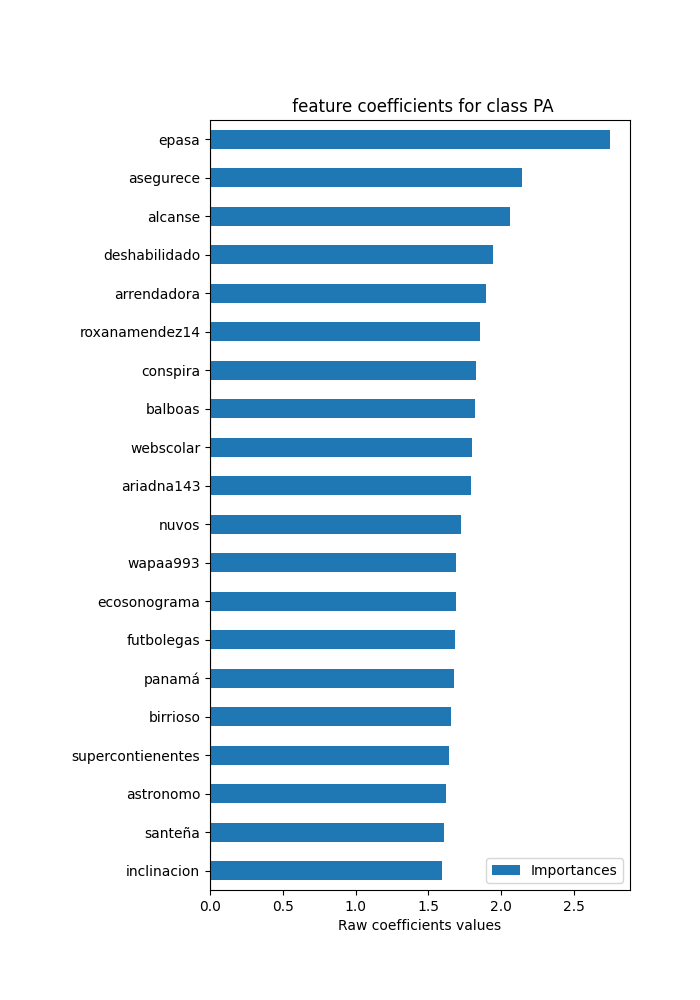 feature coefficients for class PA
epasa
asegurece
alcanse
deshabilidado
arrendadora
roxanamendez14
conspira
balboas
webscolar
ariadna143
nuvos
wapaa993
ecosonograma
futbolegas
panamá
birrioso
supercontienentes
astronomo
santeña
inclinacion
Importances
0.0 0.5 1.0 1.5 2.0 2.5
Raw coefficients values